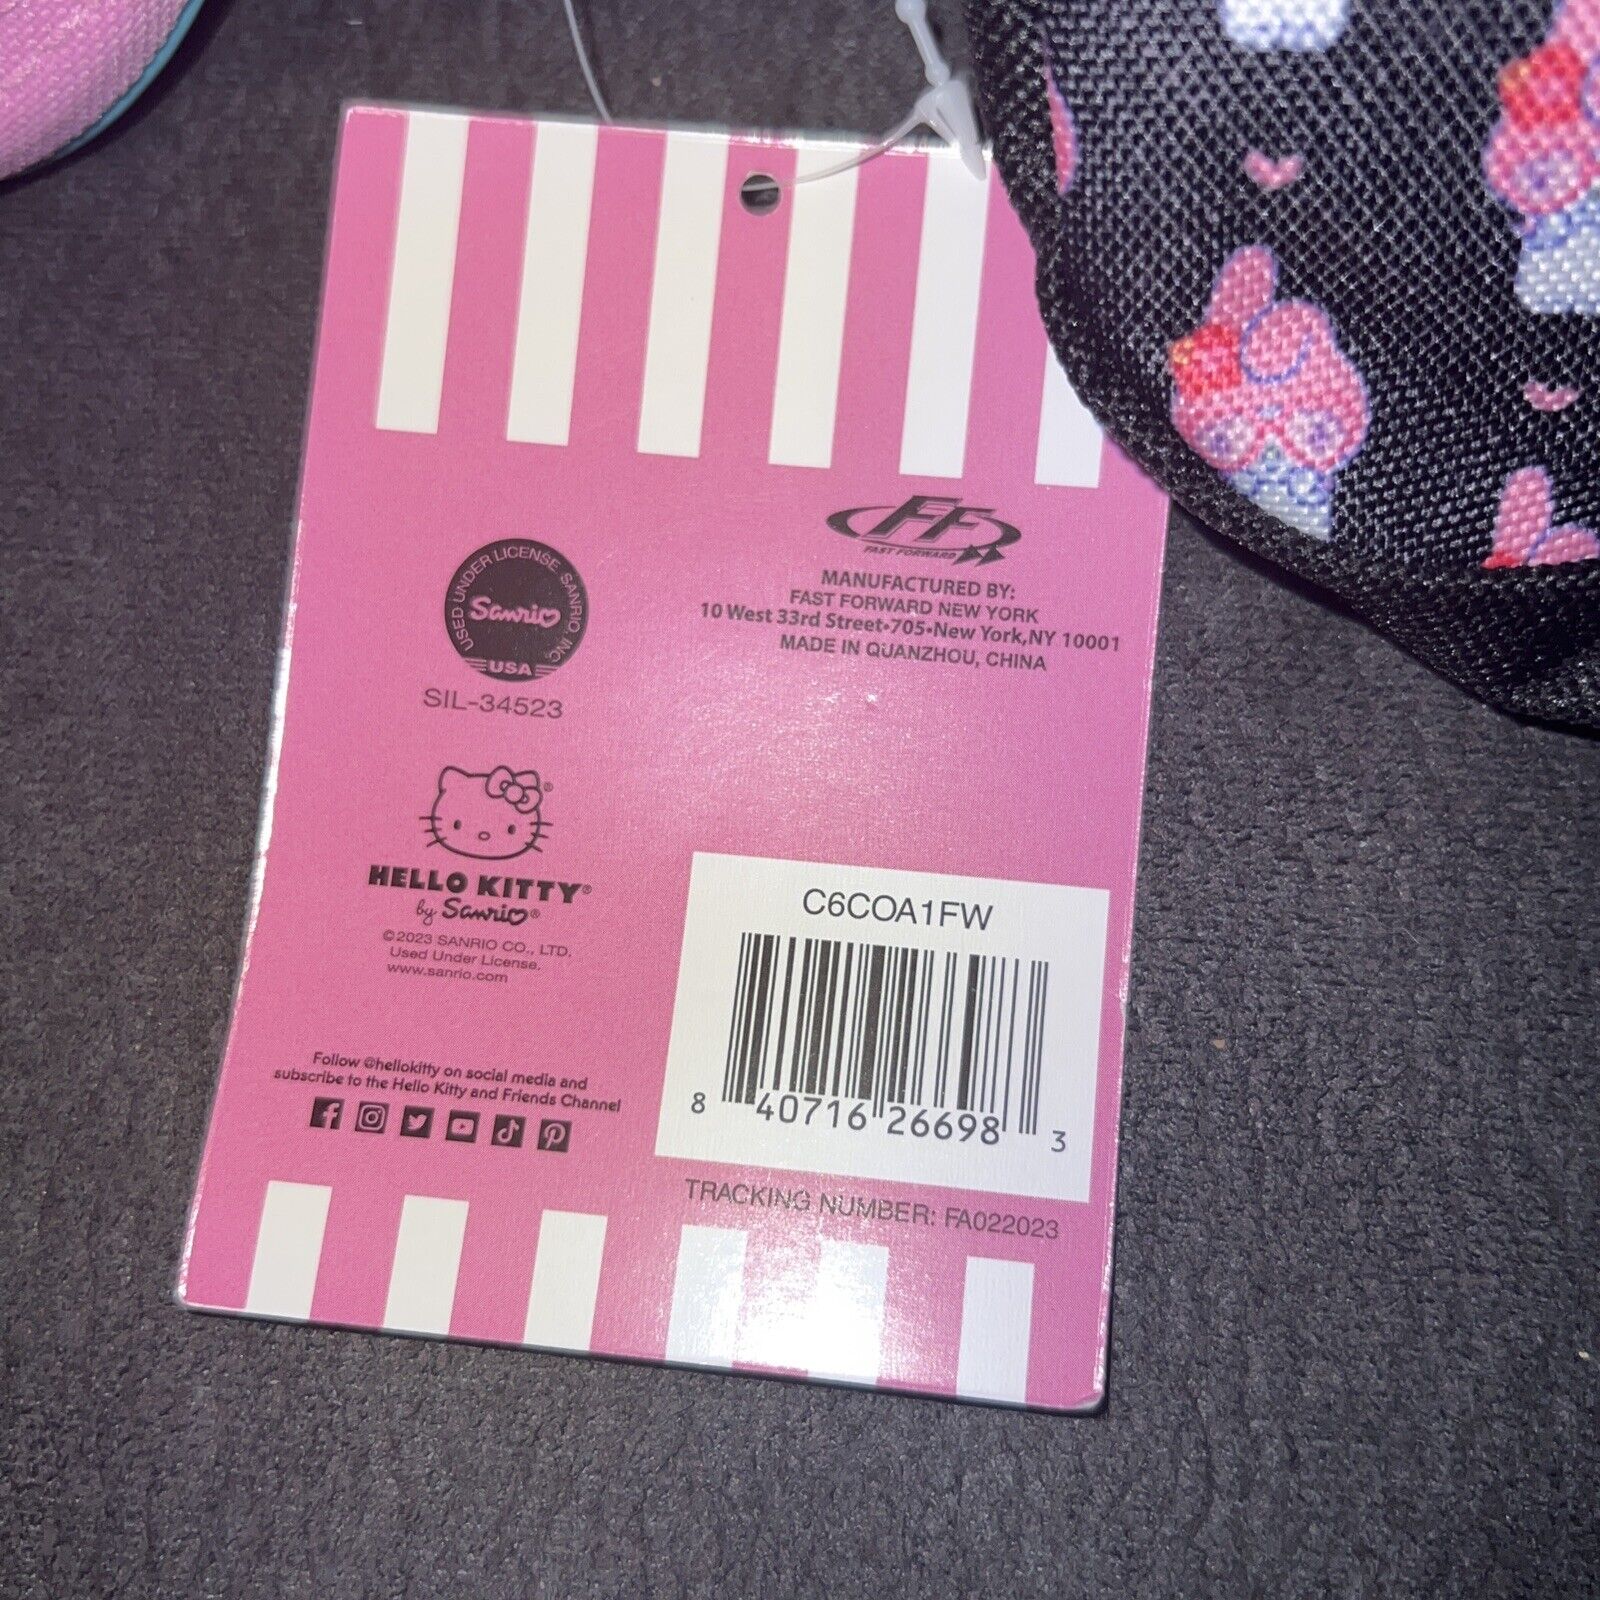 FF
FAST FORWARD
MANUFACTURED BY:
FAST FORWARD NEW YORK
10 West 33rd Street•705•New York,NY 10001
MADE IN QUANZHOU, CHINA
USED UNDER LICENSE SANRIO INC.
Sanrio
USA
SIL-34523
HELLO KITTY®
by Sanrio®
©2023 SANRIO CO., LTD.
Used Under License.
www.sanrio.com
C6COA1FW
8 40716 26698 3
Follow @hellokitty on social media and
subscribe to the Hello Kitty and Friends Channel
TRACKING NUMBER: FA022023